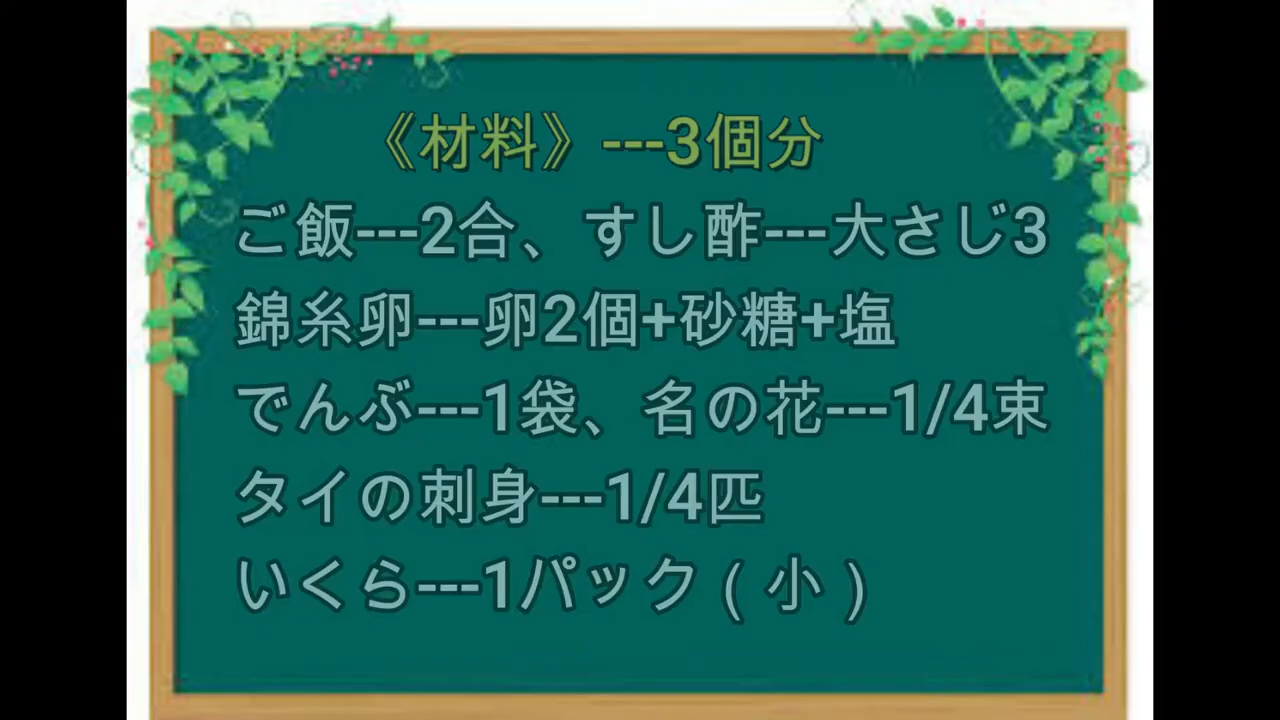 《材料》---3個分
ご飯---2合、すし酢---大さじ3
錦糸卵---卵2個+砂糖+塩
でんぶ---1袋、名の花---1/4束
タイの刺身---1/4匹
いくら---1パック(小)